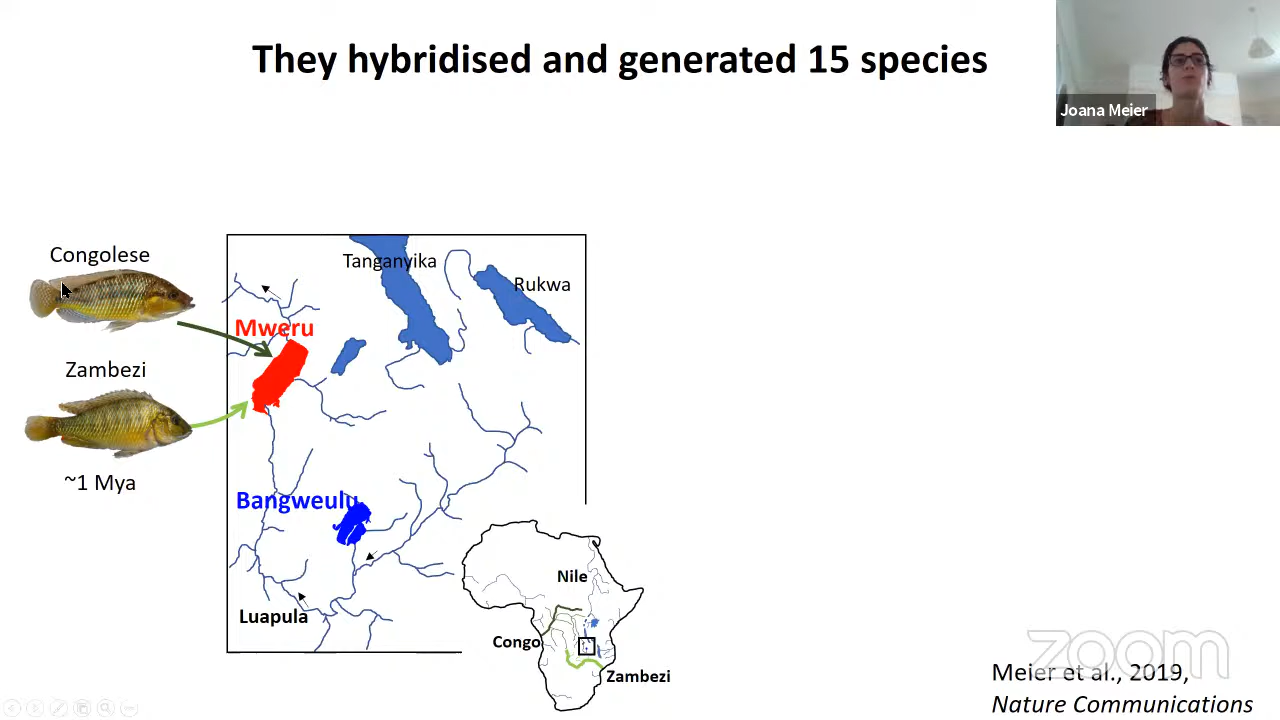 They hybridised and generated 15 species
Joana Meier
Congolese
Tanganyika
Rukwa
Mweru
Zambezi
~1 Mya
Bangweulu
Nile
Luapula
Congo
Zambezi
zoom
Meier et al., 2019,
Nature Communications